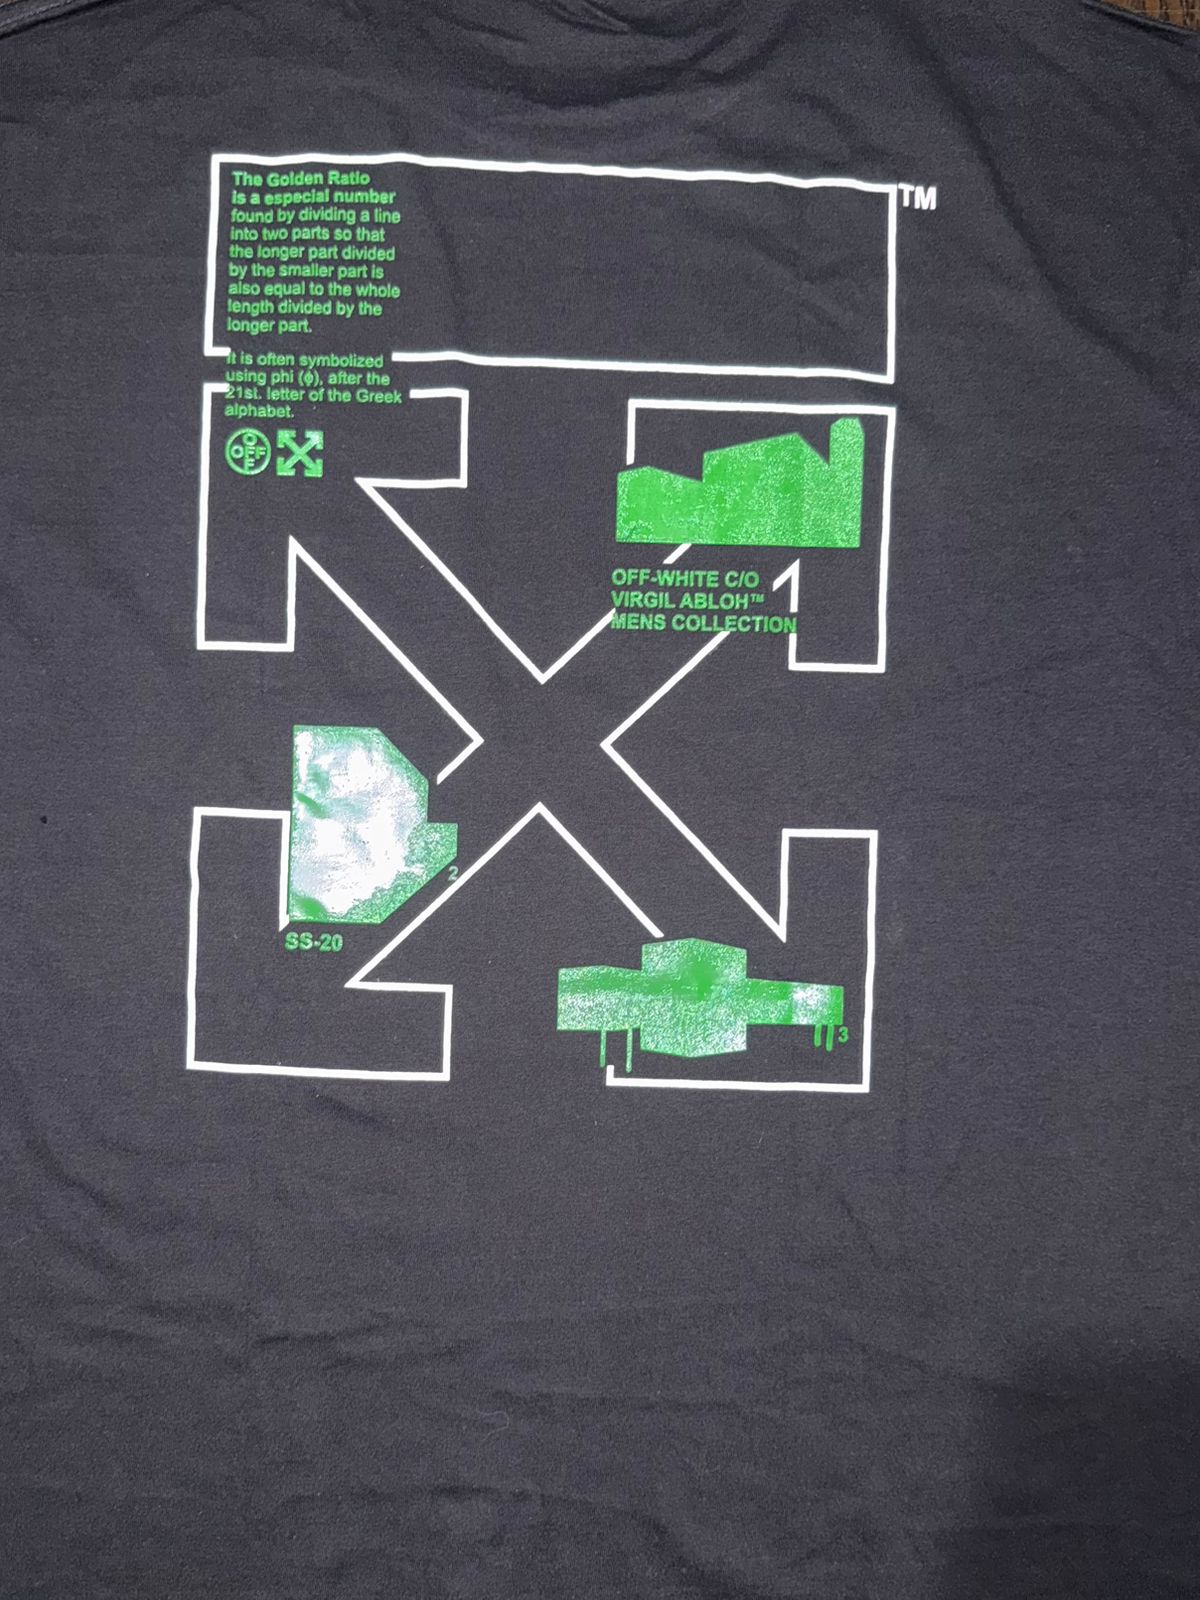 The Golden Ratio
is a especial number
found by dividing a line
into two parts so that
the longer part divided
by the smaller part is
also equal to the whole
length divided by the
longer part.
It is often symbolized
using phi (ϕ), after the
21st. letter of the Greek
alphabet.
OFF
OFF
TM
OFF-WHITE C/O
VIRGIL ABLOH™
MENS COLLECTION
2
SS-20
3